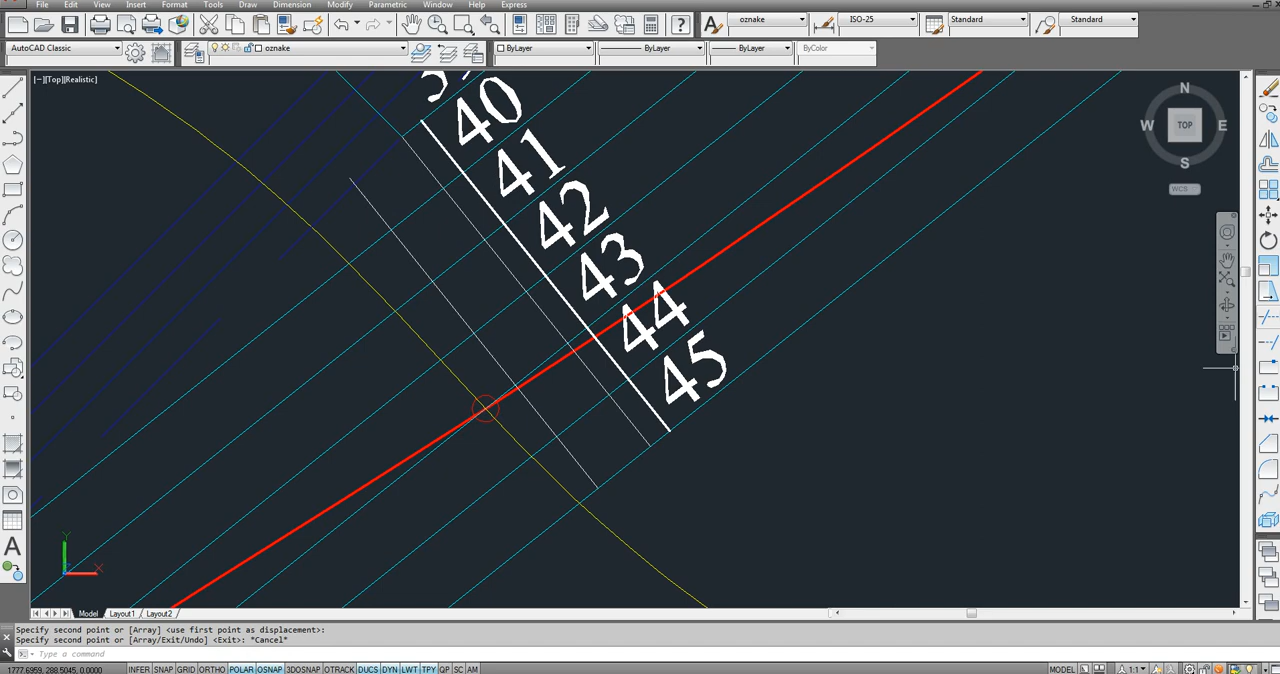 File Edit View Insert Format Tools Draw Dimension Modify Parametric Window Help Express
oznake ISO-25 Standard Standard
AutoCAD Classic oznake ByLayer ByLayer ByLayer ByColor
[−][Top][Realistic]
N
W TOP E
S
WCS
40
41
42
43
44
45
Y
X
A
Model Layout1 Layout2
Specify second point or [Array] <use first point as displacement>:
Specify second point or [Array/Exit/Undo] <Exit>: *Cancel*
Type a command
1777.6959, 288.5045, 0.0000 INFER SNAP GRID ORTHO POLAR OSNAP 3DOSNAP OTRACK DUCS DYN LWT TPY QP SC AM MODEL 1:1